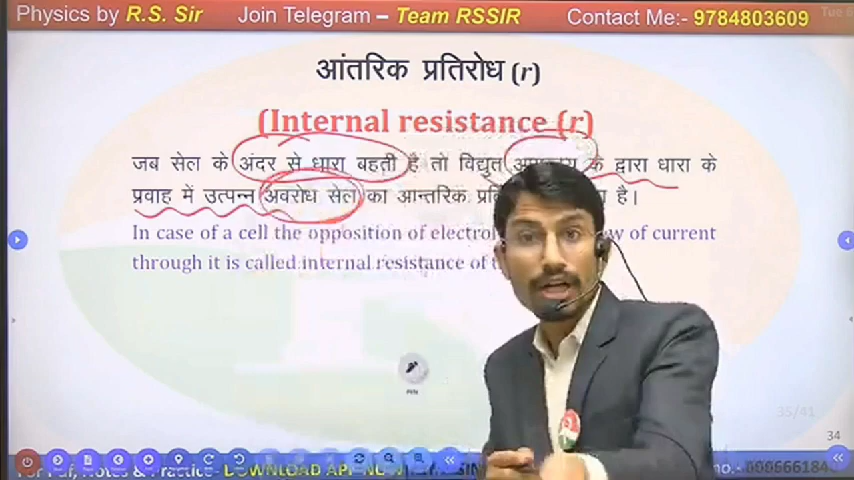 Physics by R.S. Sir Join Telegram – Team RSSIR Contact Me:- 9784803609
आंतरिक प्रतिरोध (r)
(Internal resistance (r)
जब सेल के अंदर से धारा बहती है तो विद्युत के द्वारा धारा के
प्रवाह में उत्पन्न अवरोध सेल का आन्तरिक है।
In case of a cell the opposition of of current
through it is called internal resistance of
PEN
35/41
34
DOWNLOAD APP NOW